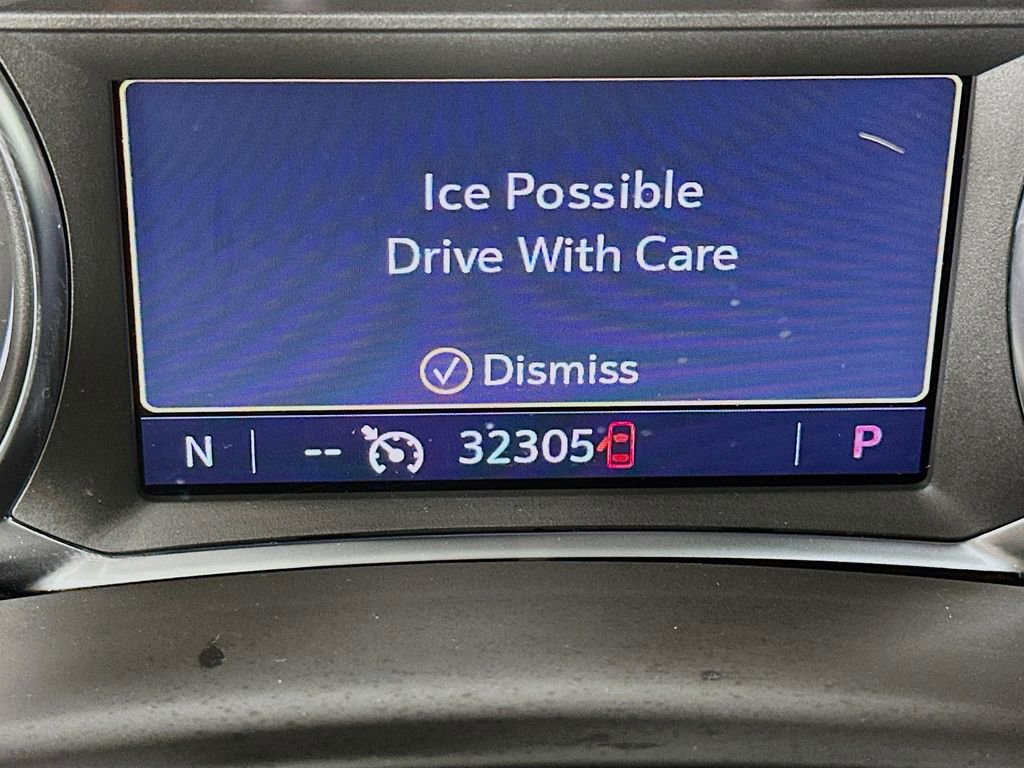 Ice Possible
Drive With Care
Dismiss
N -- 32305 P